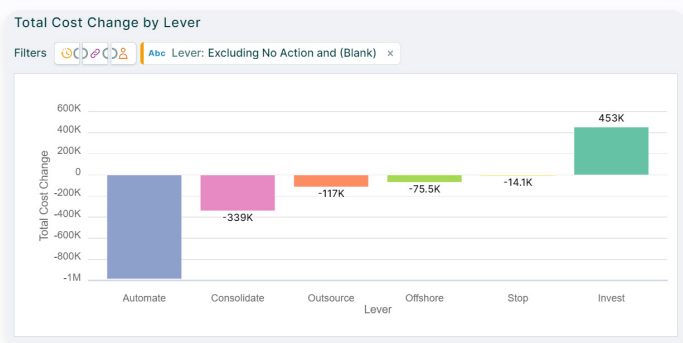 Total Cost Change by Lever
Filters Abc Lever: Excluding No Action and (Blank) ×
600K
453K
400K
200K
0
-200K
-117K
-75.5K
-14.1K
-400K
-339K
-600K
-800K
-1M
Total Cost Change
Automate Consolidate Outsource Offshore Stop Invest
Lever